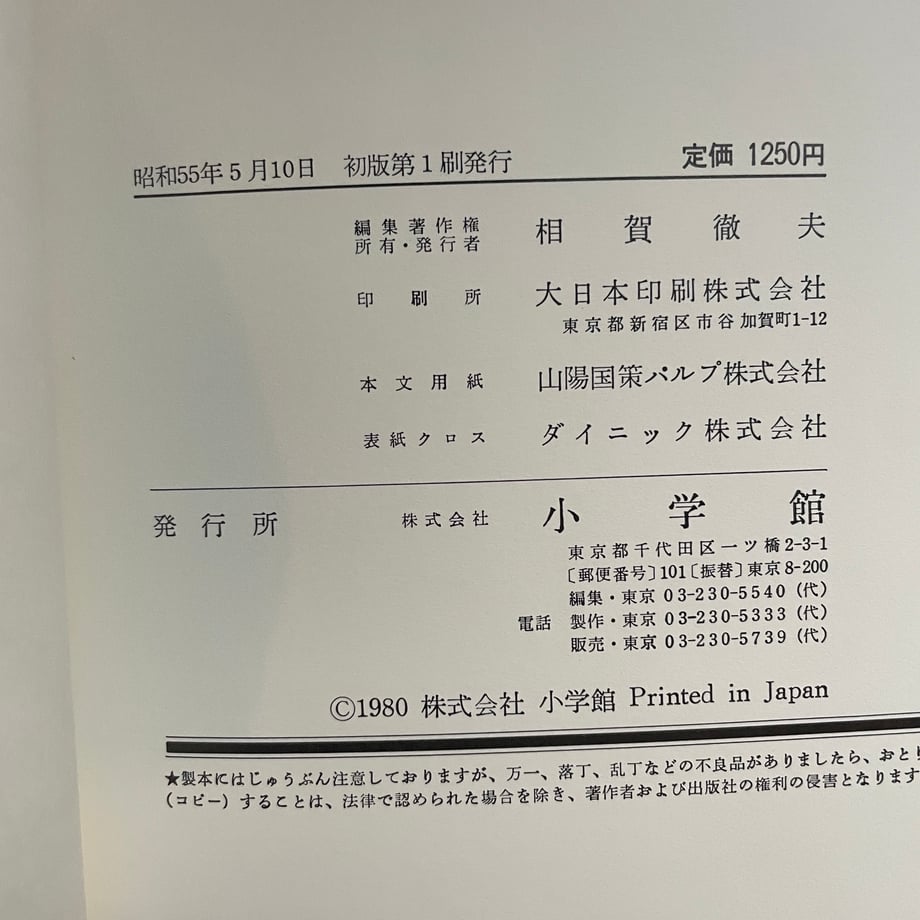 昭和55年5月10日 初版第1刷発行 定価 1250円
編集著作権
所有・発行者 相賀徹夫
印刷所 大日本印刷株式会社
東京都新宿区市谷加賀町1-12
本文用紙 山陽国策パルプ株式会社
表紙クロス ダイニック株式会社
発行所 株式会社 小学館
東京都千代田区一ツ橋2-3-1
〔郵便番号〕101〔振替〕東京8-200
編集・東京 03-230-5540(代)
電話 製作・東京 03-230-5333(代)
販売・東京 03-230-5739(代)
©1980 株式会社 小学館 Printed in Japan
★製本にはじゅうぶん注意しておりますが、万一、落丁、乱丁などの不良品がありましたら、おとり
(コピー)することは、法律で認められた場合を除き、著作者および出版社の権利の侵害となります